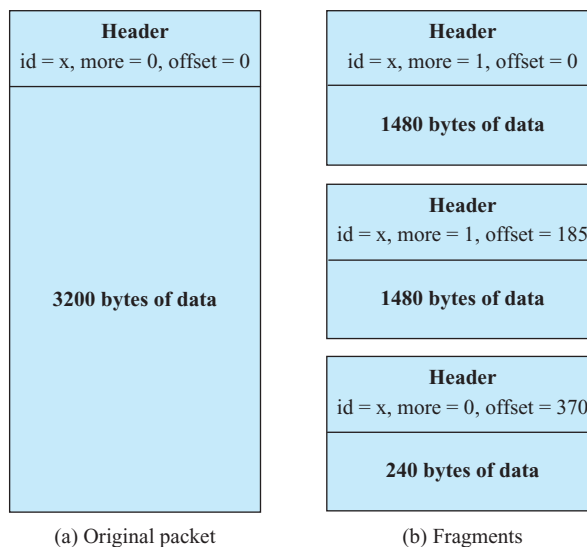 Header
id = x, more = 0, offset = 0
3200 bytes of data
(a) Original packet
Header
id = x, more = 1, offset = 0
1480 bytes of data
Header
id = x, more = 1, offset = 185
1480 bytes of data
Header
id = x, more = 0, offset = 370
240 bytes of data
(b) Fragments